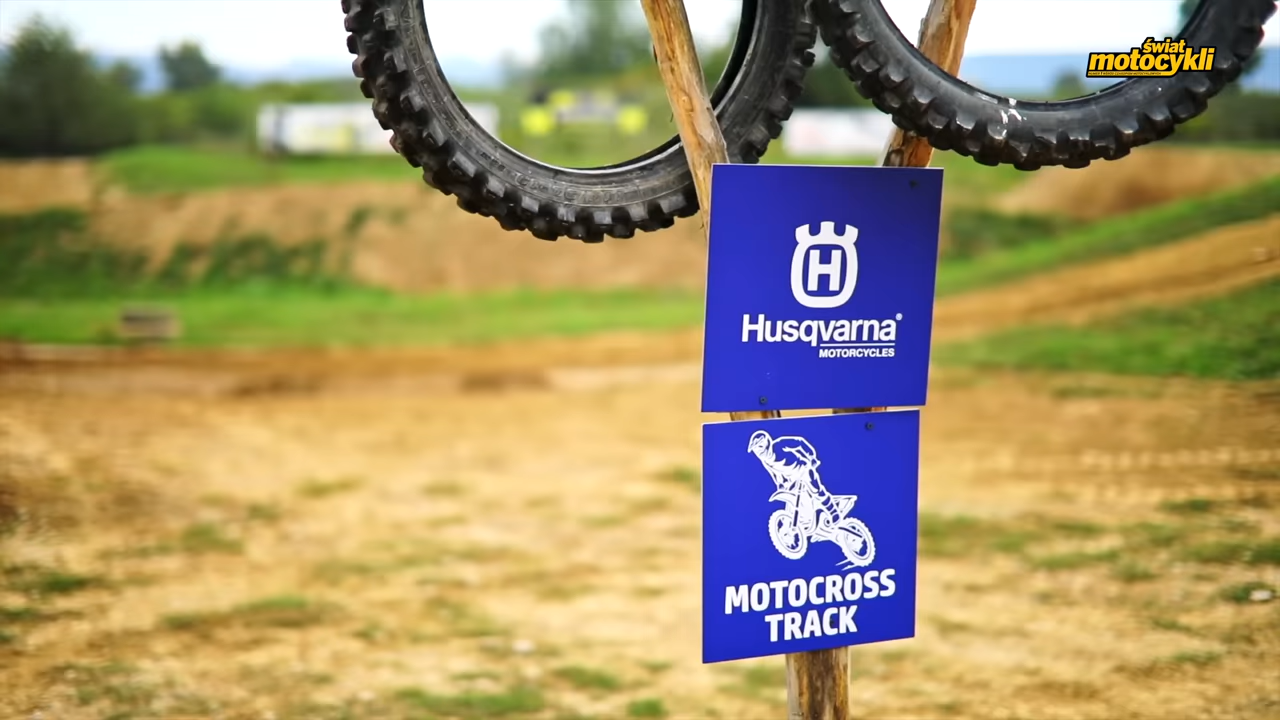 świat
motocykli
H
Husqvarna®
MOTORCYCLES
MOTOCROSS
TRACK